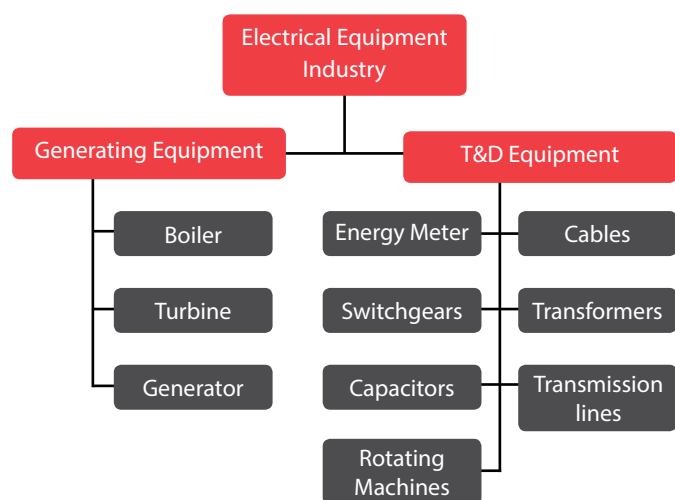 Electrical Equipment
Industry
Generating Equipment
T&D Equipment
Boiler
Energy Meter
Cables
Turbine
Switchgears
Transformers
Generator
Capacitors
Transmission
lines
Rotating
Machines